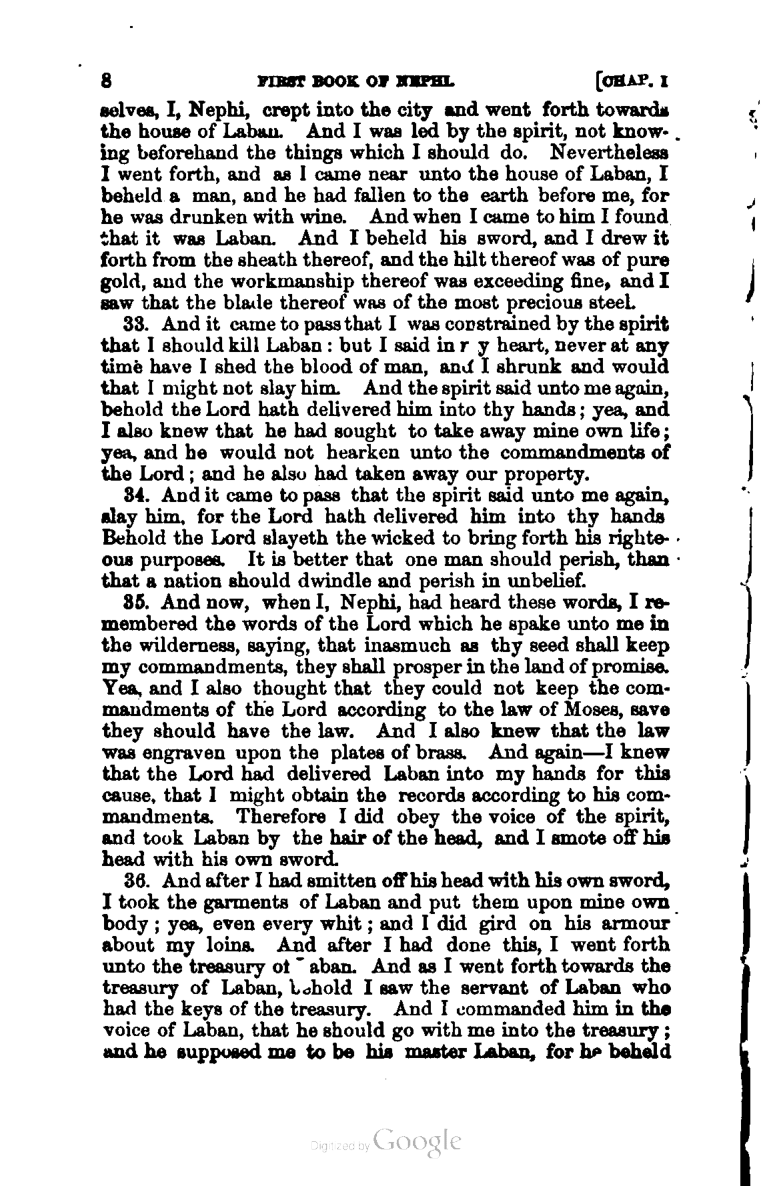 8 FIRST BOOK OF NEPHI. [CHAP. I
selves, I, Nephi, crept into the city and went forth towards
the house of Laban. And I was led by the spirit, not know-
ing beforehand the things which I should do. Nevertheless
I went forth, and as I came near unto the house of Laban, I
beheld a man, and he had fallen to the earth before me, for
he was drunken with wine. And when I came to him I found
that it was Laban. And I beheld his sword, and I drew it
forth from the sheath thereof, and the hilt thereof was of pure
gold, and the workmanship thereof was exceeding fine, and I
saw that the blade thereof was of the most precious steel.
33. And it came to pass that I was constrained by the spirit
that I should kill Laban : but I said in r y heart, never at any
time have I shed the blood of man, and I shrunk and would
that I might not slay him. And the spirit said unto me again,
behold the Lord hath delivered him into thy hands ; yea, and
I also knew that he had sought to take away mine own life ;
yea, and he would not hearken unto the commandments of
the Lord ; and he also had taken away our property.
34. And it came to pass that the spirit said unto me again,
slay him, for the Lord hath delivered him into thy hands
Behold the Lord slayeth the wicked to bring forth his righte-
ous purposes. It is better that one man should perish, than
that a nation should dwindle and perish in unbelief.
35. And now, when I, Nephi, had heard these words, I re-
membered the words of the Lord which he spake unto me in
the wilderness, saying, that inasmuch as thy seed shall keep
my commandments, they shall prosper in the land of promise.
Yea, and I also thought that they could not keep the com-
mandments of the Lord according to the law of Moses, save
they should have the law. And I also knew that the law
was engraven upon the plates of brass. And again—I knew
that the Lord had delivered Laban into my hands for this
cause, that I might obtain the records according to his com-
mandments. Therefore I did obey the voice of the spirit,
and took Laban by the hair of the head, and I smote off his
head with his own sword.
36. And after I had smitten off his head with his own sword,
I took the garments of Laban and put them upon mine own
body ; yea, even every whit ; and I did gird on his armour
about my loins. And after I had done this, I went forth
unto the treasury of aban. And as I went forth towards the
treasury of Laban, behold I saw the servant of Laban who
had the keys of the treasury. And I commanded him in the
voice of Laban, that he should go with me into the treasury ;
and he supposed me to be his master Laban, for he beheld
Digitized by Google